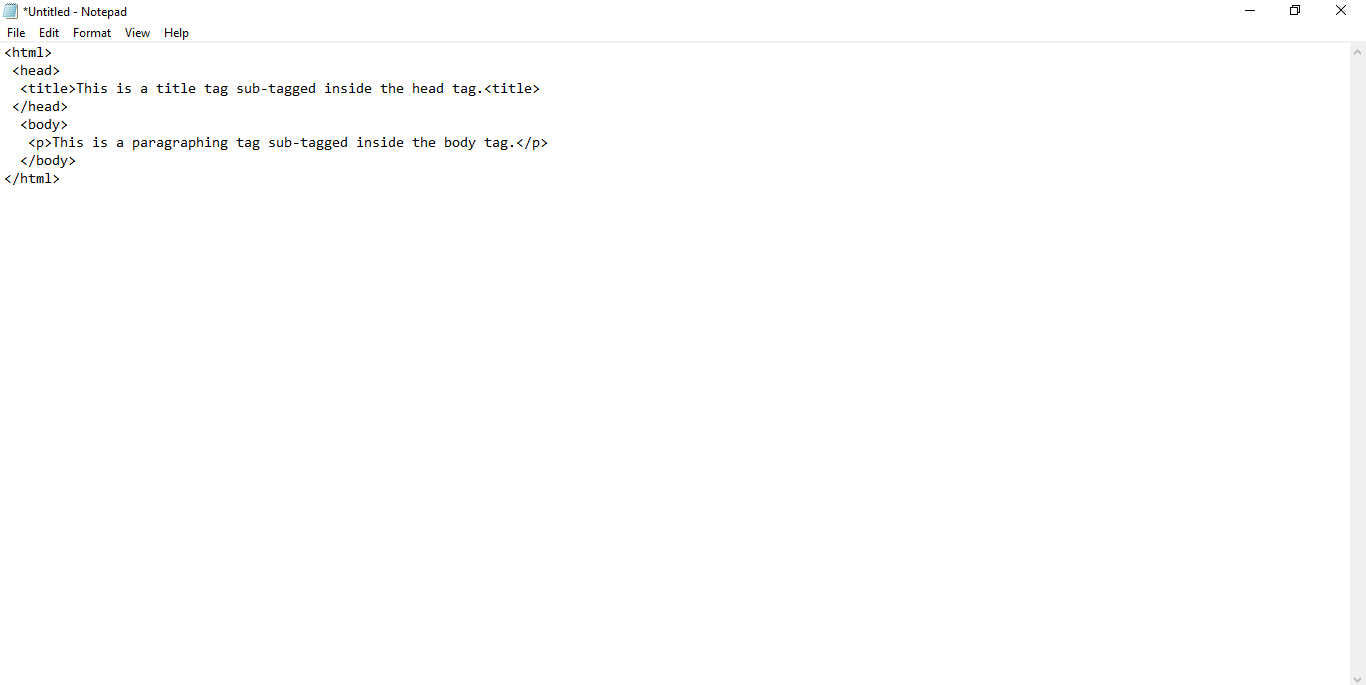 *Untitled - Notepad
File Edit Format View Help
<html>
 <head>
  <title>This is a title tag sub-tagged inside the head tag.<title>
 </head>
  <body>
   <p>This is a paragraphing tag sub-tagged inside the body tag.</p>
  </body>
</html>